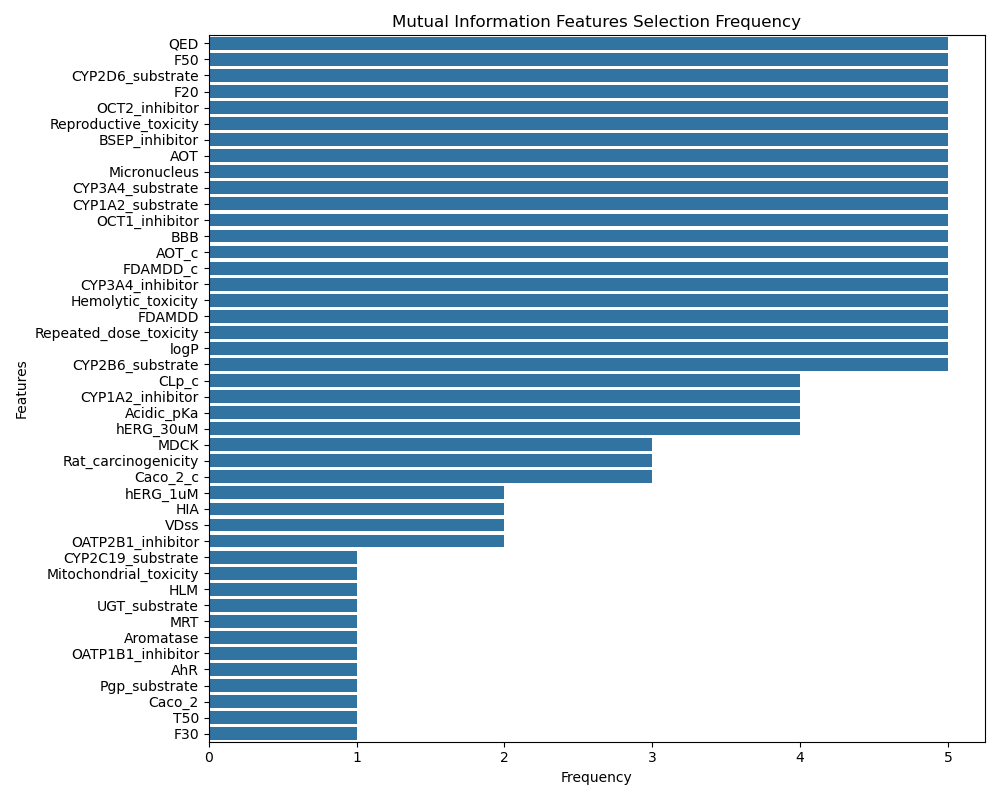 Mutual Information Features Selection Frequency
Features
QED
F50
CYP2D6_substrate
F20
OCT2_inhibitor
Reproductive_toxicity
BSEP_inhibitor
AOT
Micronucleus
CYP3A4_substrate
CYP1A2_substrate
OCT1_inhibitor
BBB
AOT_c
FDAMDD_c
CYP3A4_inhibitor
Hemolytic_toxicity
FDAMDD
Repeated_dose_toxicity
logP
CYP2B6_substrate
CLp_c
CYP1A2_inhibitor
Acidic_pKa
hERG_30uM
MDCK
Rat_carcinogenicity
Caco_2_c
hERG_1uM
HIA
VDss
OATP2B1_inhibitor
CYP2C19_substrate
Mitochondrial_toxicity
HLM
UGT_substrate
MRT
Aromatase
OATP1B1_inhibitor
AhR
Pgp_substrate
Caco_2
T50
F30
0 1 2 3 4 5
Frequency